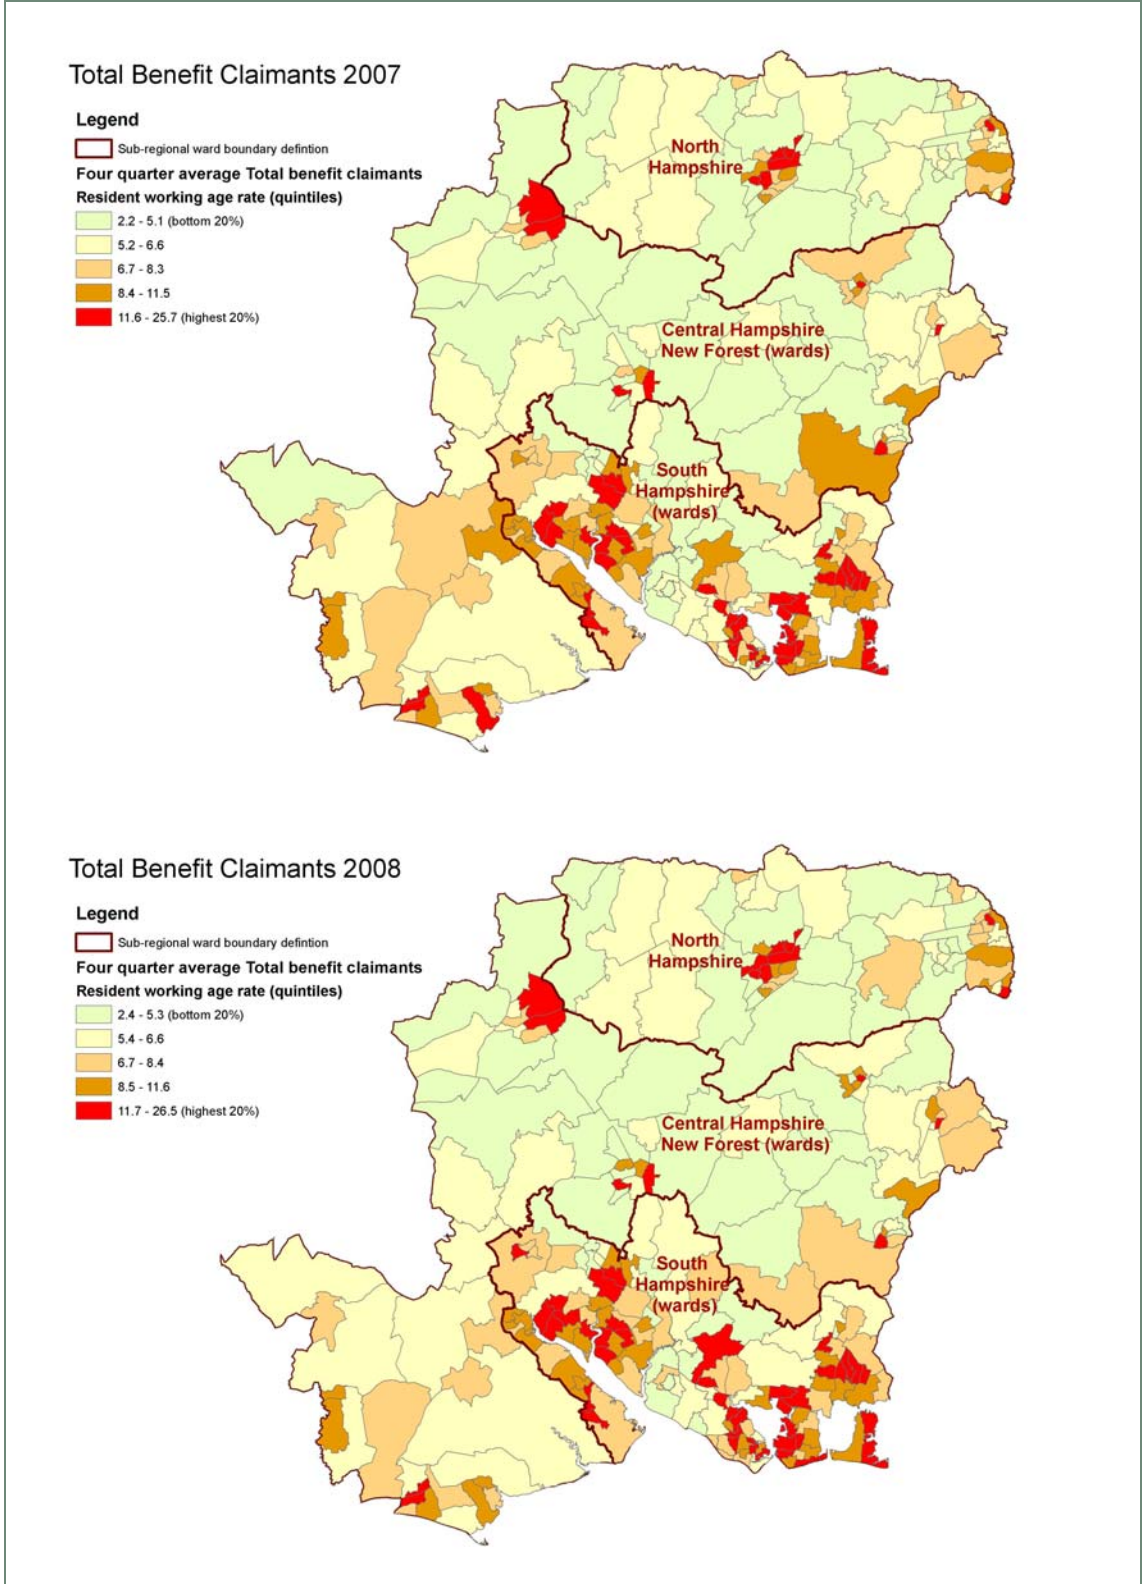 Total Benefit Claimants 2007
Legend
Sub-regional ward boundary defintion
Four quarter average Total benefit claimants
Resident working age rate (quintiles)
2.2 - 5.1 (bottom 20%)
5.2 - 6.6
6.7 - 8.3
8.4 - 11.5
11.6 - 25.7 (highest 20%)
North
Hampshire
Central Hampshire
New Forest (wards)
South
Hampshire
(wards)
Total Benefit Claimants 2008
Legend
Sub-regional ward boundary defintion
Four quarter average Total benefit claimants
Resident working age rate (quintiles)
2.4 - 5.3 (bottom 20%)
5.4 - 6.6
6.7 - 8.4
8.5 - 11.6
11.7 - 26.5 (highest 20%)
North
Hampshire
Central Hampshire
New Forest (wards)
South
Hampshire
(wards)